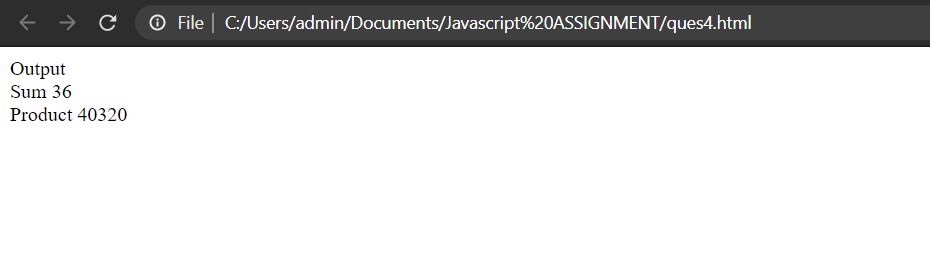 File | C:/Users/admin/Documents/Javascript%20ASSIGNMENT/ques4.html
Output
Sum 36
Product 40320